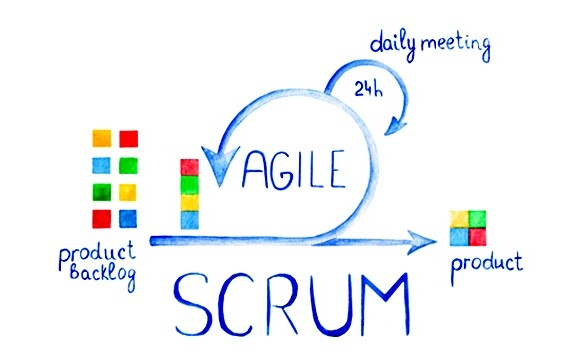 daily meeting
24h
AGILE
product
backlog
product
SCRUM